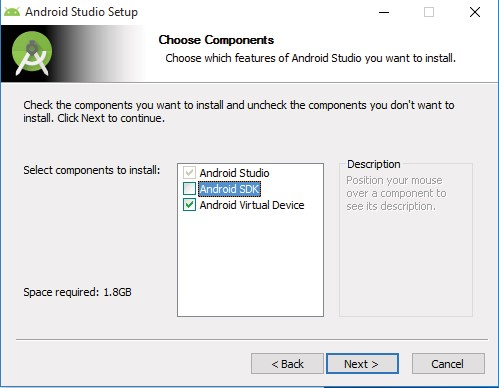 Android Studio Setup
Choose Components
Choose which features of Android Studio you want to install.
Check the components you want to install and uncheck the components you don't want to
install. Click Next to continue.
Select components to install:
Android Studio
Android SDK
Android Virtual Device
Description
Position your mouse
over a component to
see its description.
Space required: 1.8GB
< Back
Next >
Cancel